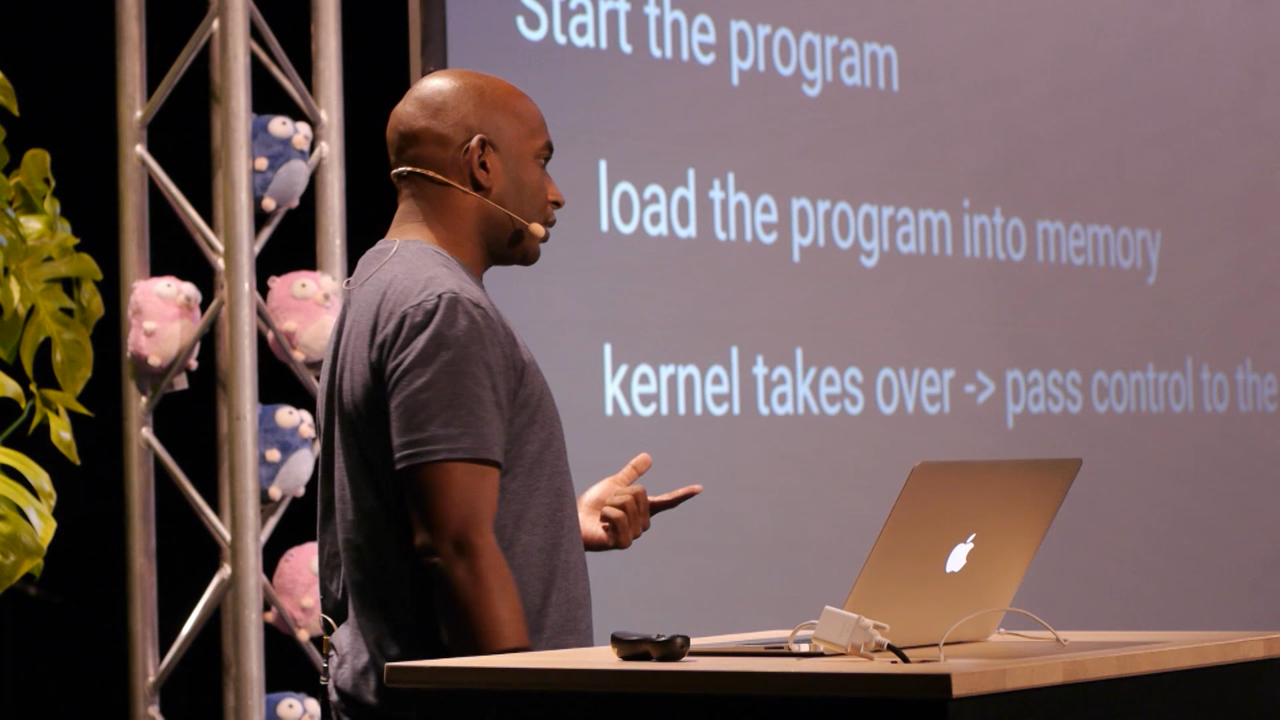 Start the program
load the program into memory
kernel takes over -> pass control to the